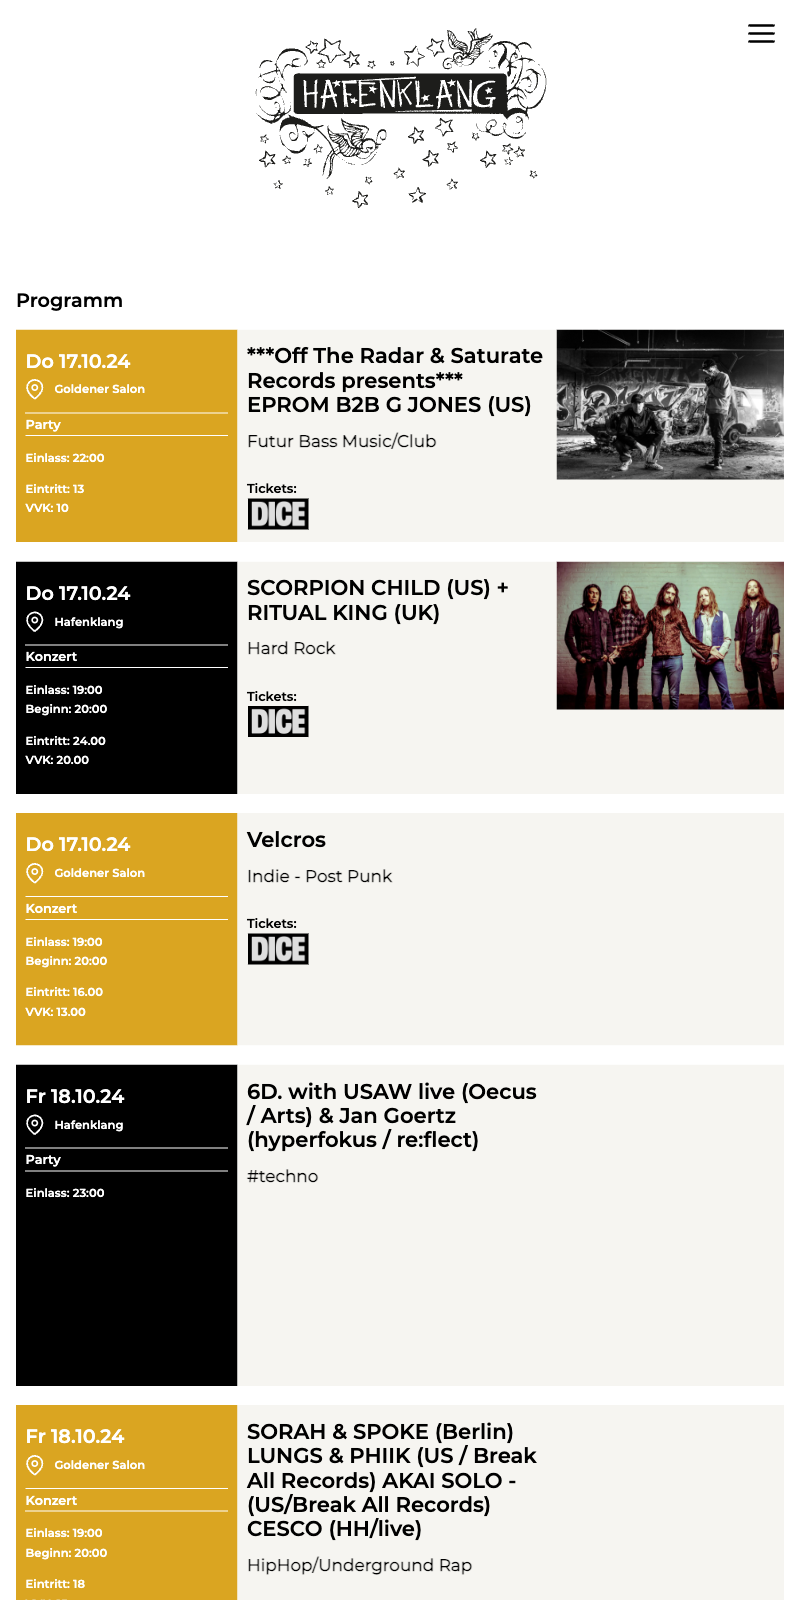 HAFENKLANG
Programm
Do 17.10.24
Goldener Salon
Party
Einlass: 22:00
Eintritt: 13
VVK: 10
***Off The Radar & Saturate
Records presents***
EPROM B2B G JONES (US)
Futur Bass Music/Club
Tickets:
DICE
Do 17.10.24
Hafenklang
Konzert
Einlass: 19:00
Beginn: 20:00
Eintritt: 24.00
VVK: 20.00
SCORPION CHILD (US) +
RITUAL KING (UK)
Hard Rock
Tickets:
DICE
Do 17.10.24
Goldener Salon
Konzert
Einlass: 19:00
Beginn: 20:00
Eintritt: 16.00
VVK: 13.00
Velcros
Indie - Post Punk
Tickets:
DICE
Fr 18.10.24
Hafenklang
Party
Einlass: 23:00
6D. with USAW live (Oecus
/ Arts) & Jan Goertz
(hyperfokus / re:flect)
#techno
Fr 18.10.24
Goldener Salon
Konzert
Einlass: 19:00
Beginn: 20:00
Eintritt: 18
SORAH & SPOKE (Berlin)
LUNGS & PHIIK (US / Break
All Records) AKAI SOLO -
(US/Break All Records)
CESCO (HH/live)
HipHop/Underground Rap